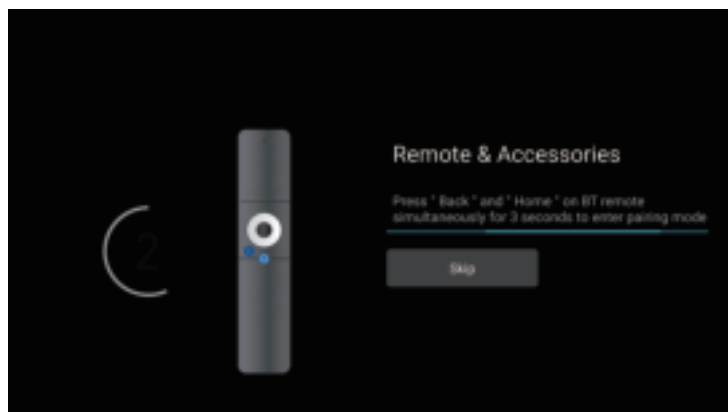 Remote & Accessories
Press " Back " and " Home " on BT remote
simultaneously for 3 seconds to enter pairing mode
2
Skip